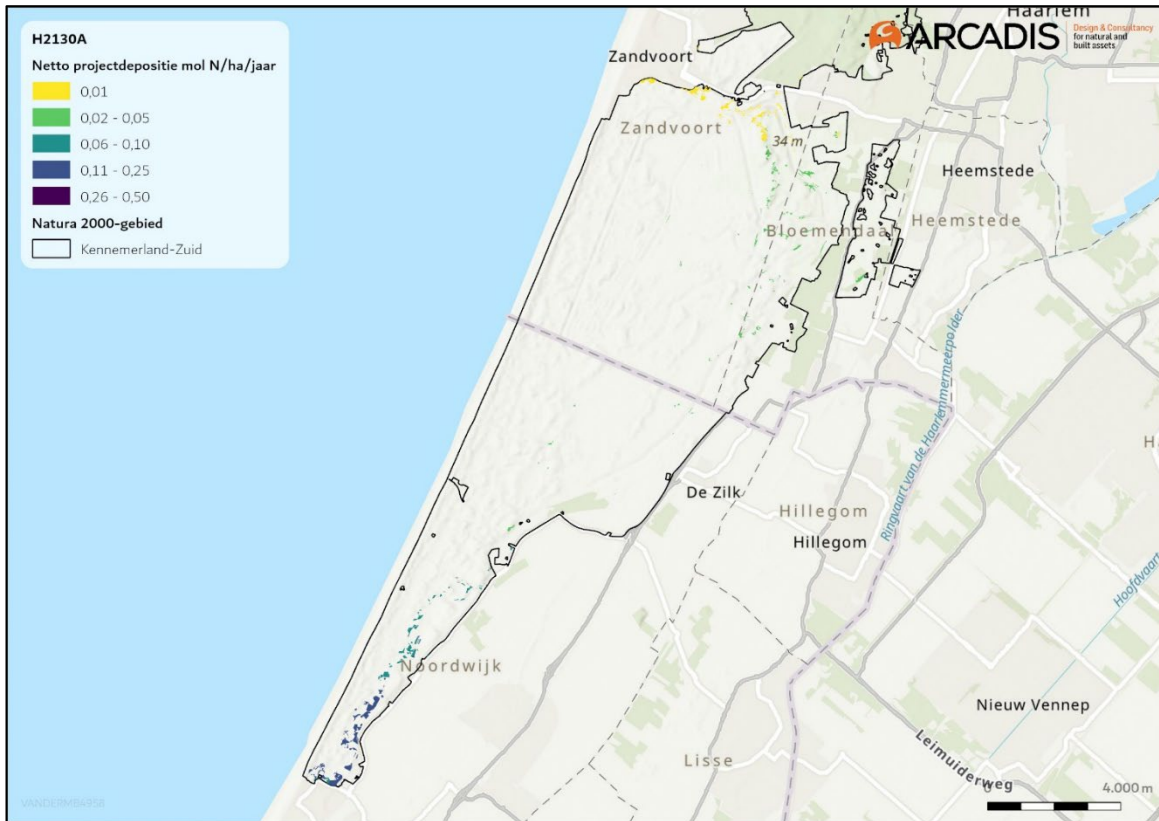 H2130A
Netto projectdepositie mol N/ha/jaar
0,01
0,02 - 0,05
0,06 - 0,10
0,11 - 0,25
0,26 - 0,50
Natura 2000-gebied
Kennemerland-Zuid
Haarlem
ARCADIS
Design & Consultancy
for natural and
built assets
Zandvoort
Zandvoort
34 m
Heemstede
Bloemendaal
Heemstede
Ringvaart van de Haarlemmermeerpolder
De Zilk
Hillegom
Hillegom
Hoofdvaart
Noordwijk
Nieuw Vennep
Leimuiderweg
Lisse
4.000 m
VANDERMB4958